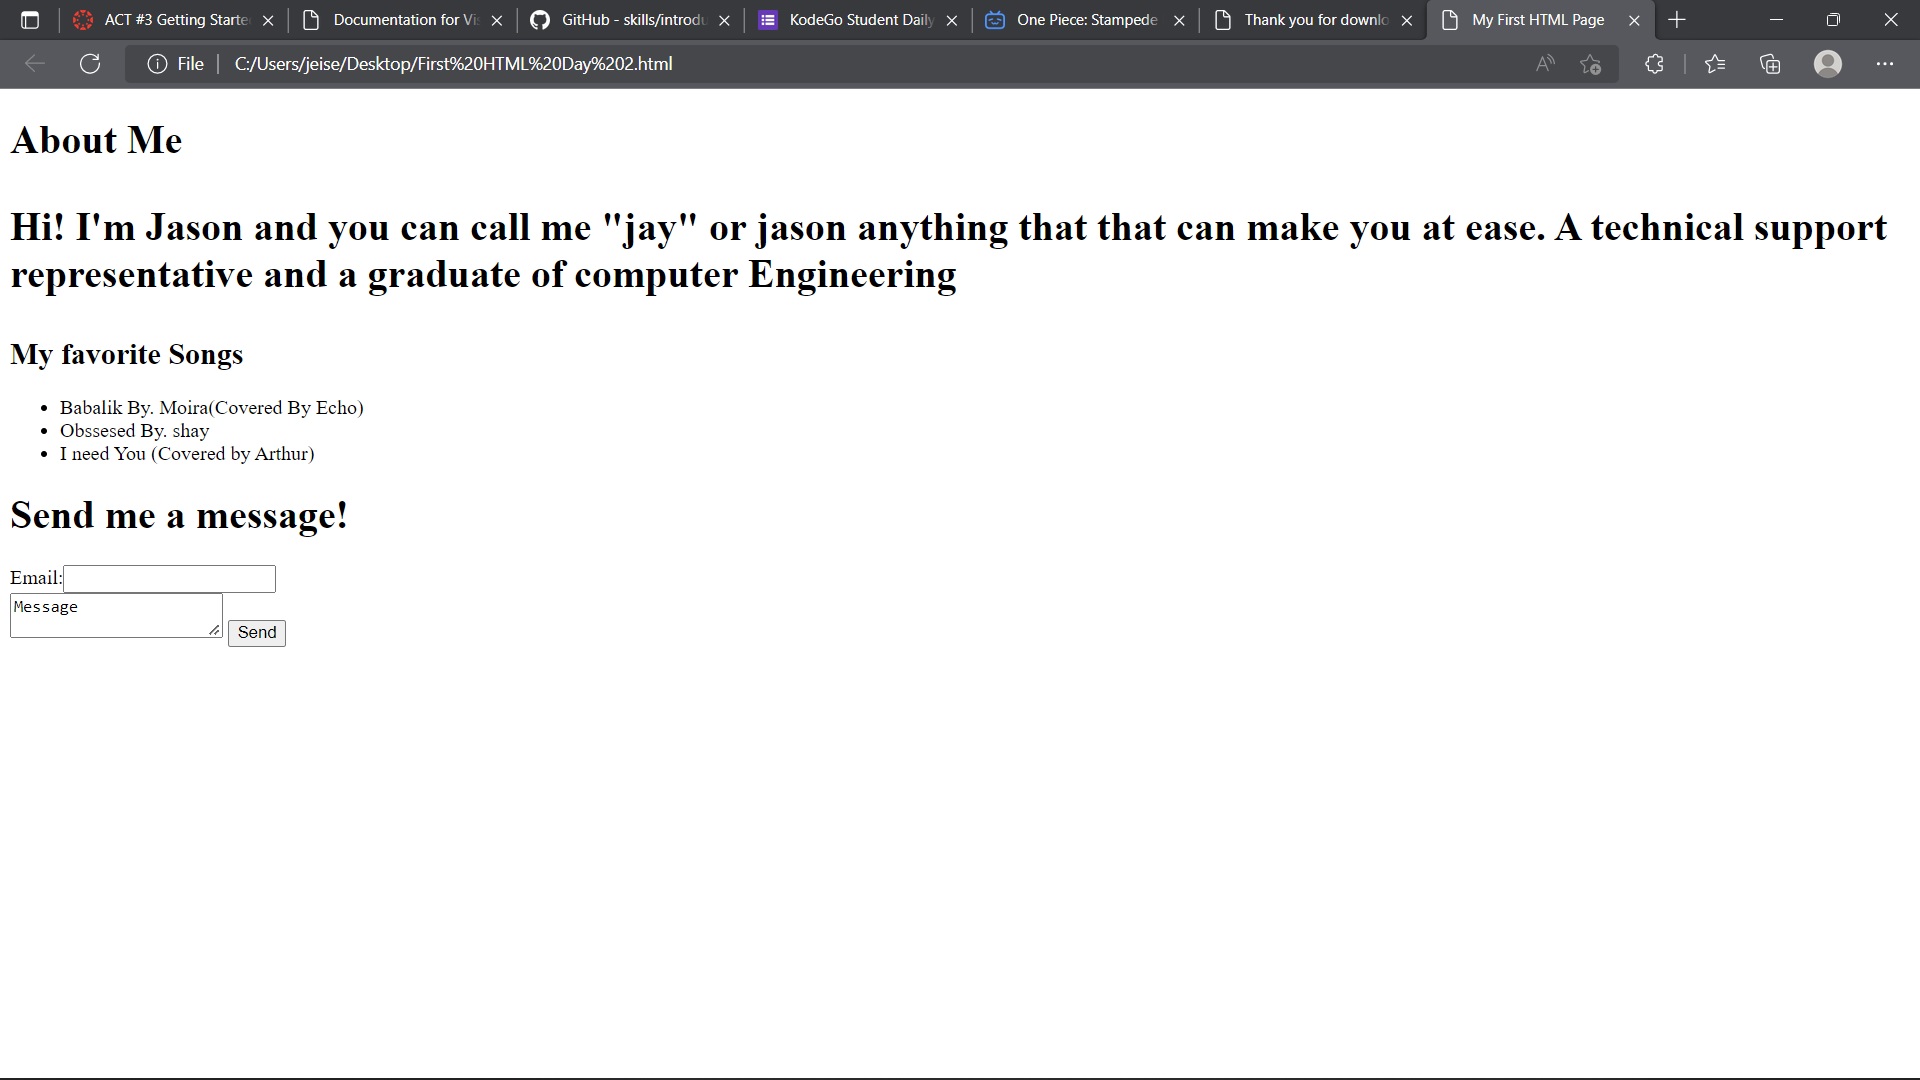 ACT #3 Getting Starte
Documentation for Vis
GitHub - skills/introdu
KodeGo Student Daily
One Piece: Stampede
Thank you for downlo
My First HTML Page
File
C:/Users/jeise/Desktop/First%20HTML%20Day%202.html
About Me
Hi! I'm Jason and you can call me "jay" or jason anything that that can make you at ease. A technical support
representative and a graduate of computer Engineering
My favorite Songs
• Babalik By. Moira(Covered By Echo)
• Obssesed By. shay
• I need You (Covered by Arthur)
Send me a message!
Email:
Message
Send